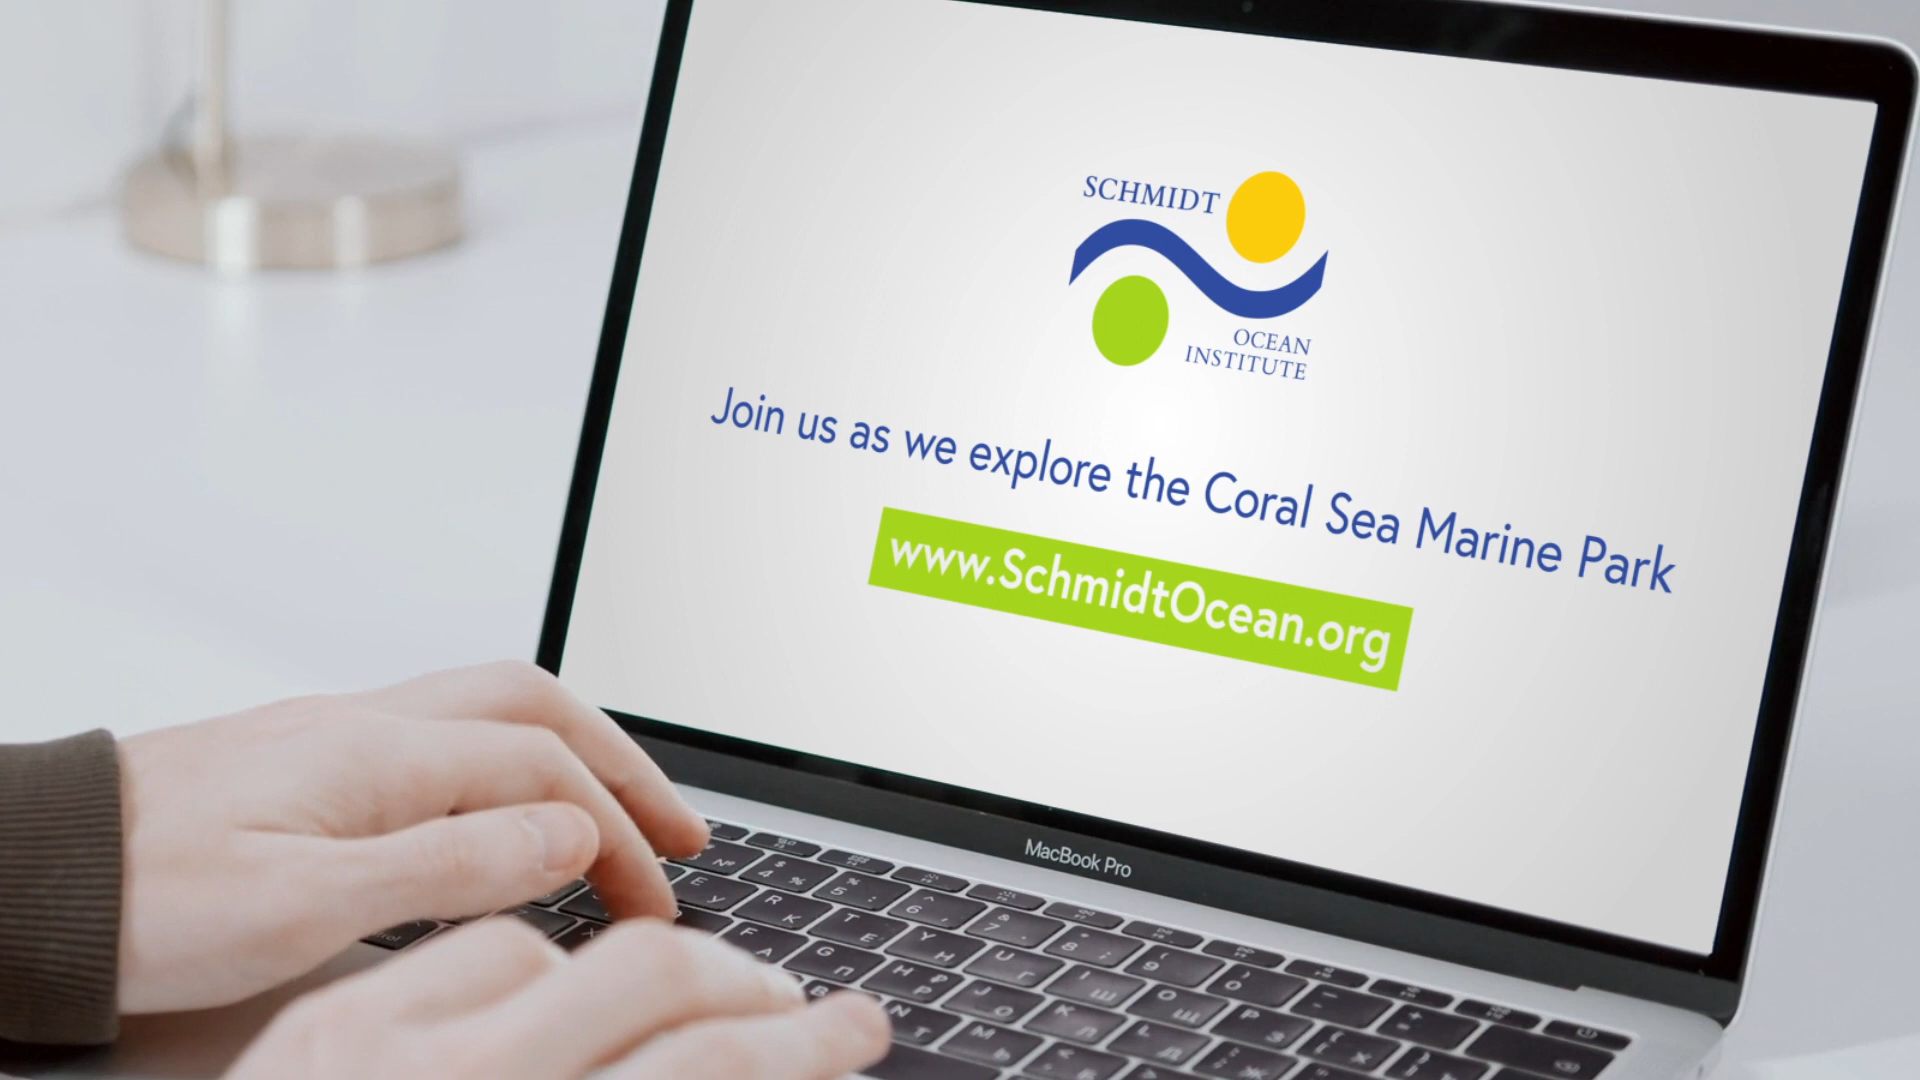 SCHMIDT
OCEAN
INSTITUTE
Join us as we explore the Coral Sea Marine Park
www.SchmidtOcean.org
MacBook Pro